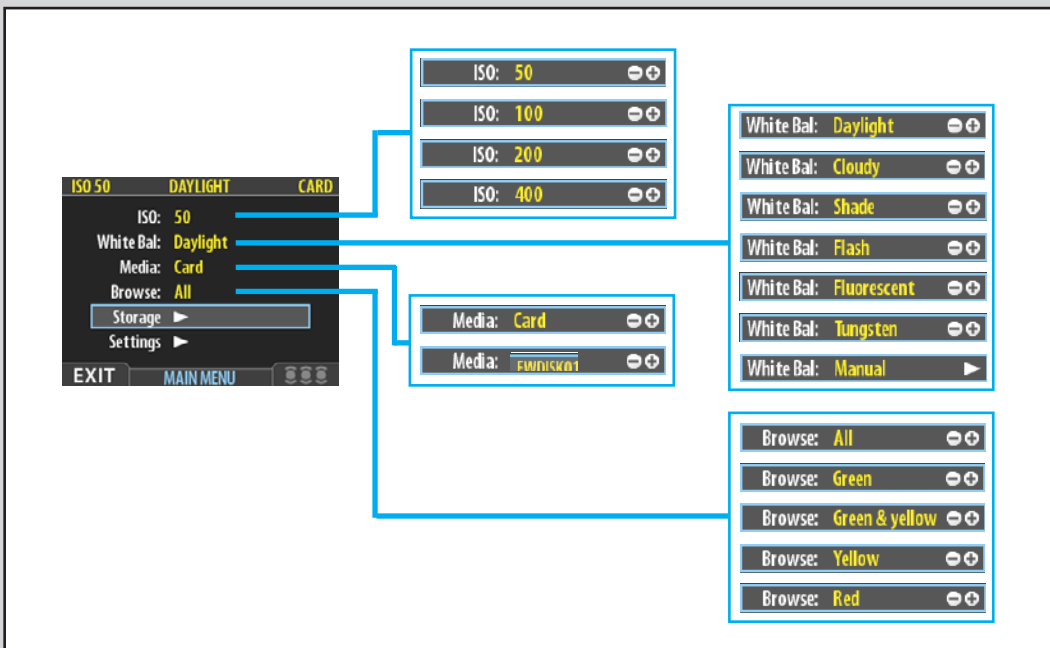 ISO 50 DAYLIGHT CARD
ISO: 50
White Bal: Daylight
Media: Card
Browse: All
Storage
Settings
EXIT MAIN MENU
ISO: 50
ISO: 100
ISO: 200
ISO: 400
Media: Card
Media: FWDISK01
White Bal: Daylight
White Bal: Cloudy
White Bal: Shade
White Bal: Flash
White Bal: Fluorescent
White Bal: Tungsten
White Bal: Manual
Browse: All
Browse: Green
Browse: Green & yellow
Browse: Yellow
Browse: Red